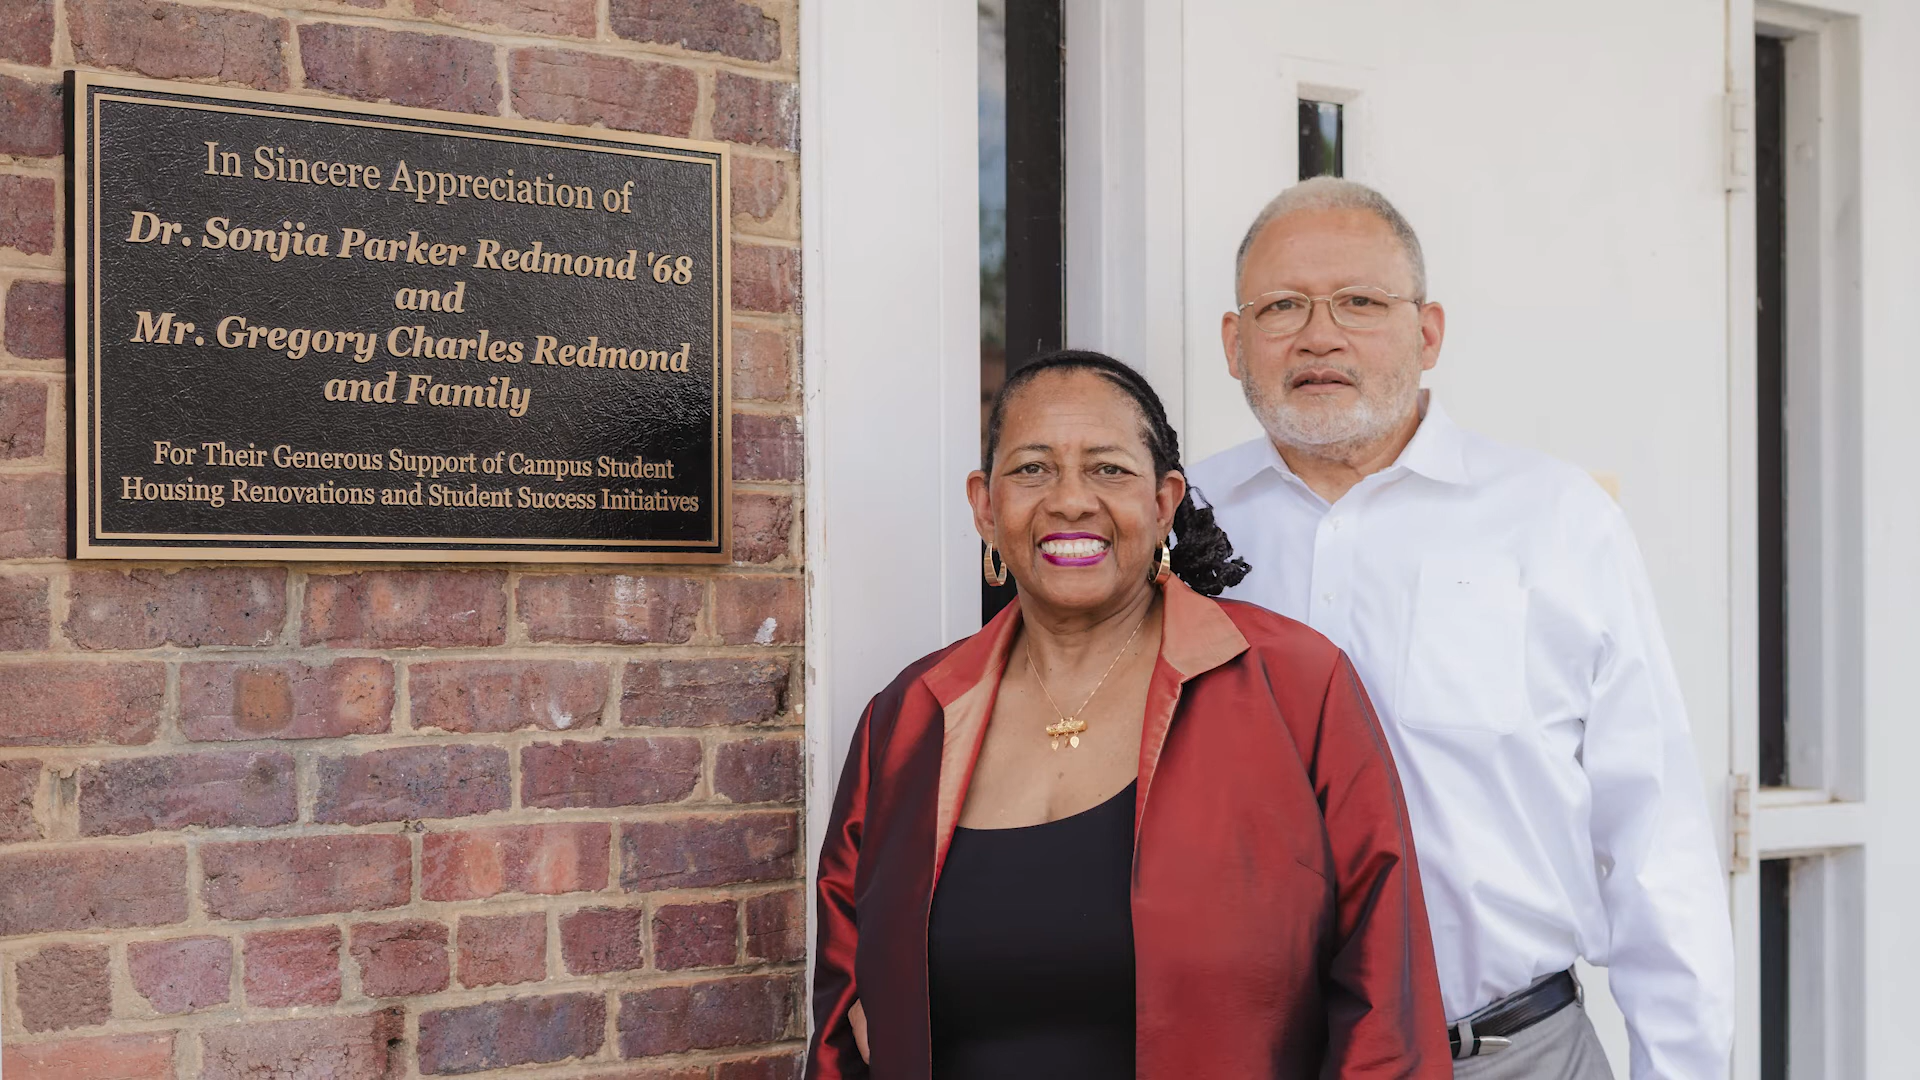 In Sincere Appreciation of
Dr. Sonjia Parker Redmond '68
and
Mr. Gregory Charles Redmond
and Family
For Their Generous Support of Campus Student
Housing Renovations and Student Success Initiatives